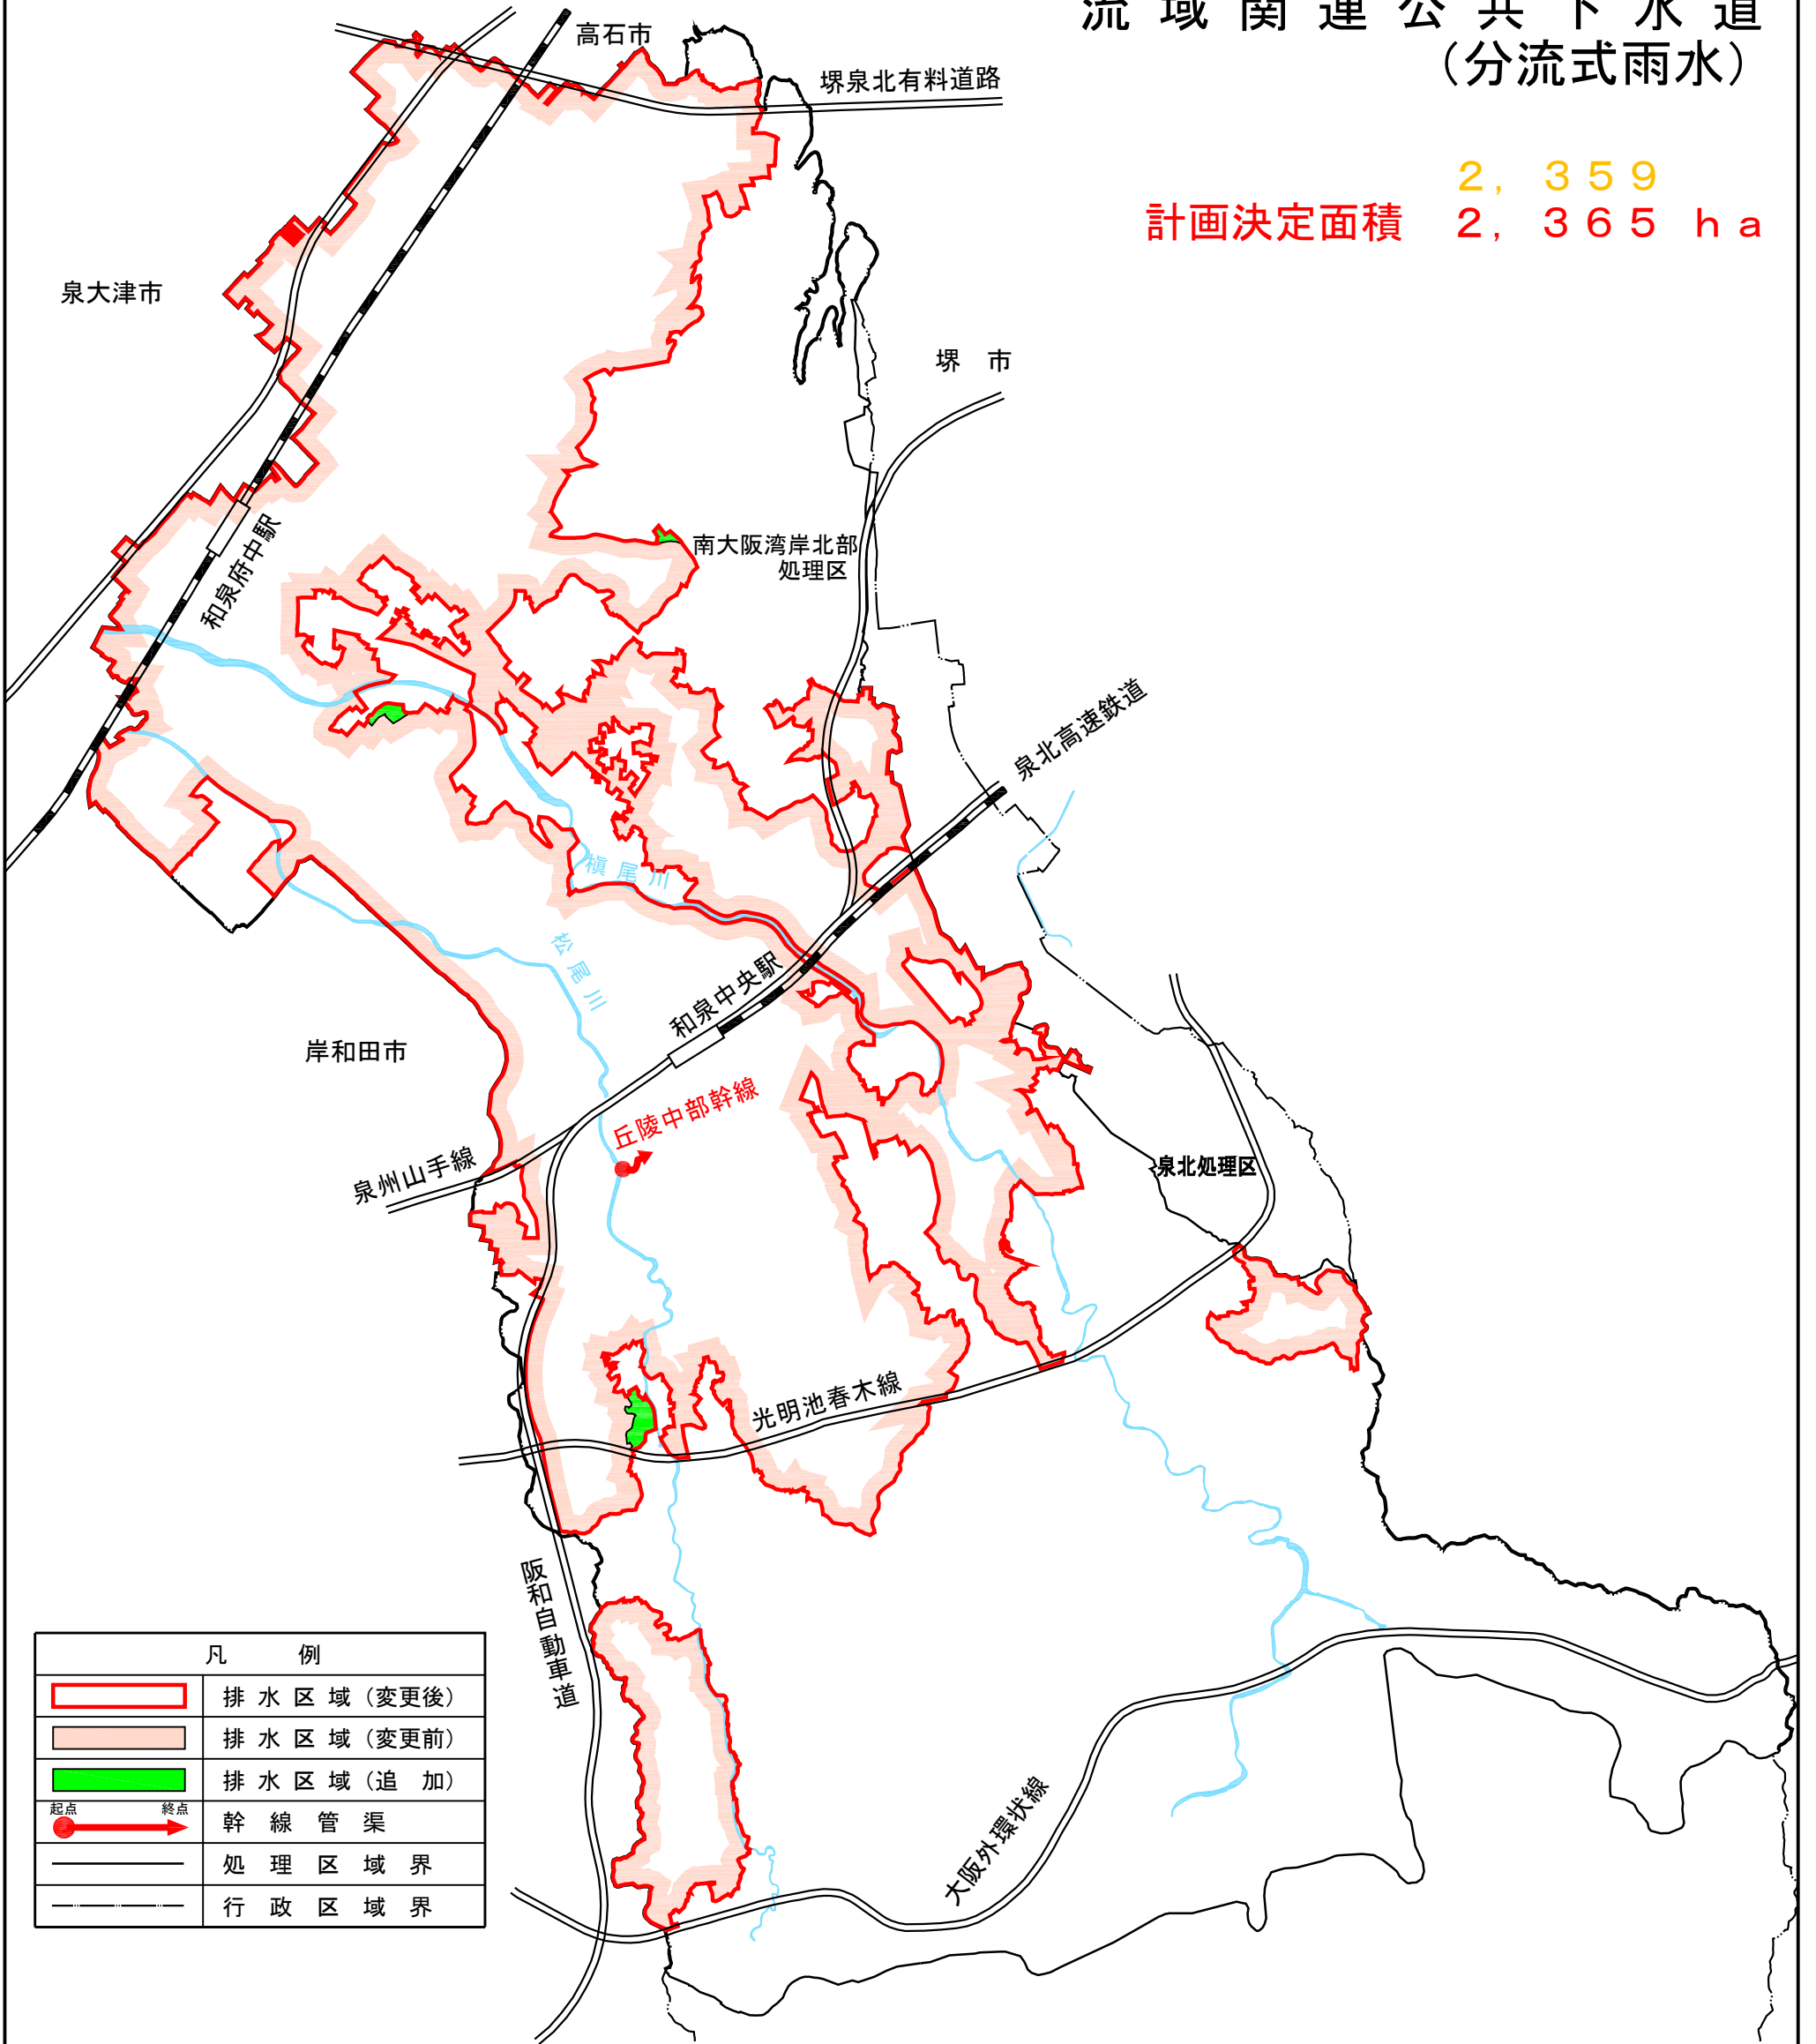 流域関連公共下水道
（分流式雨水）
２，３５９
計画決定面積　２，３６５ｈａ
高石市
堺泉北有料道路
泉大津市
堺　市
和泉府中駅
南大阪湾岸北部
処理区
泉北高速鉄道
槇尾川
松尾川
和泉中央駅
岸和田市
丘陵中部幹線
泉州山手線
泉北処理区
光明池春木線
阪和自動車道
大阪外環状線
凡　例
排水区域（変更後）
排水区域（変更前）
排水区域（追　加）
起点　終点
幹線管渠
処理区域界
行政区域界